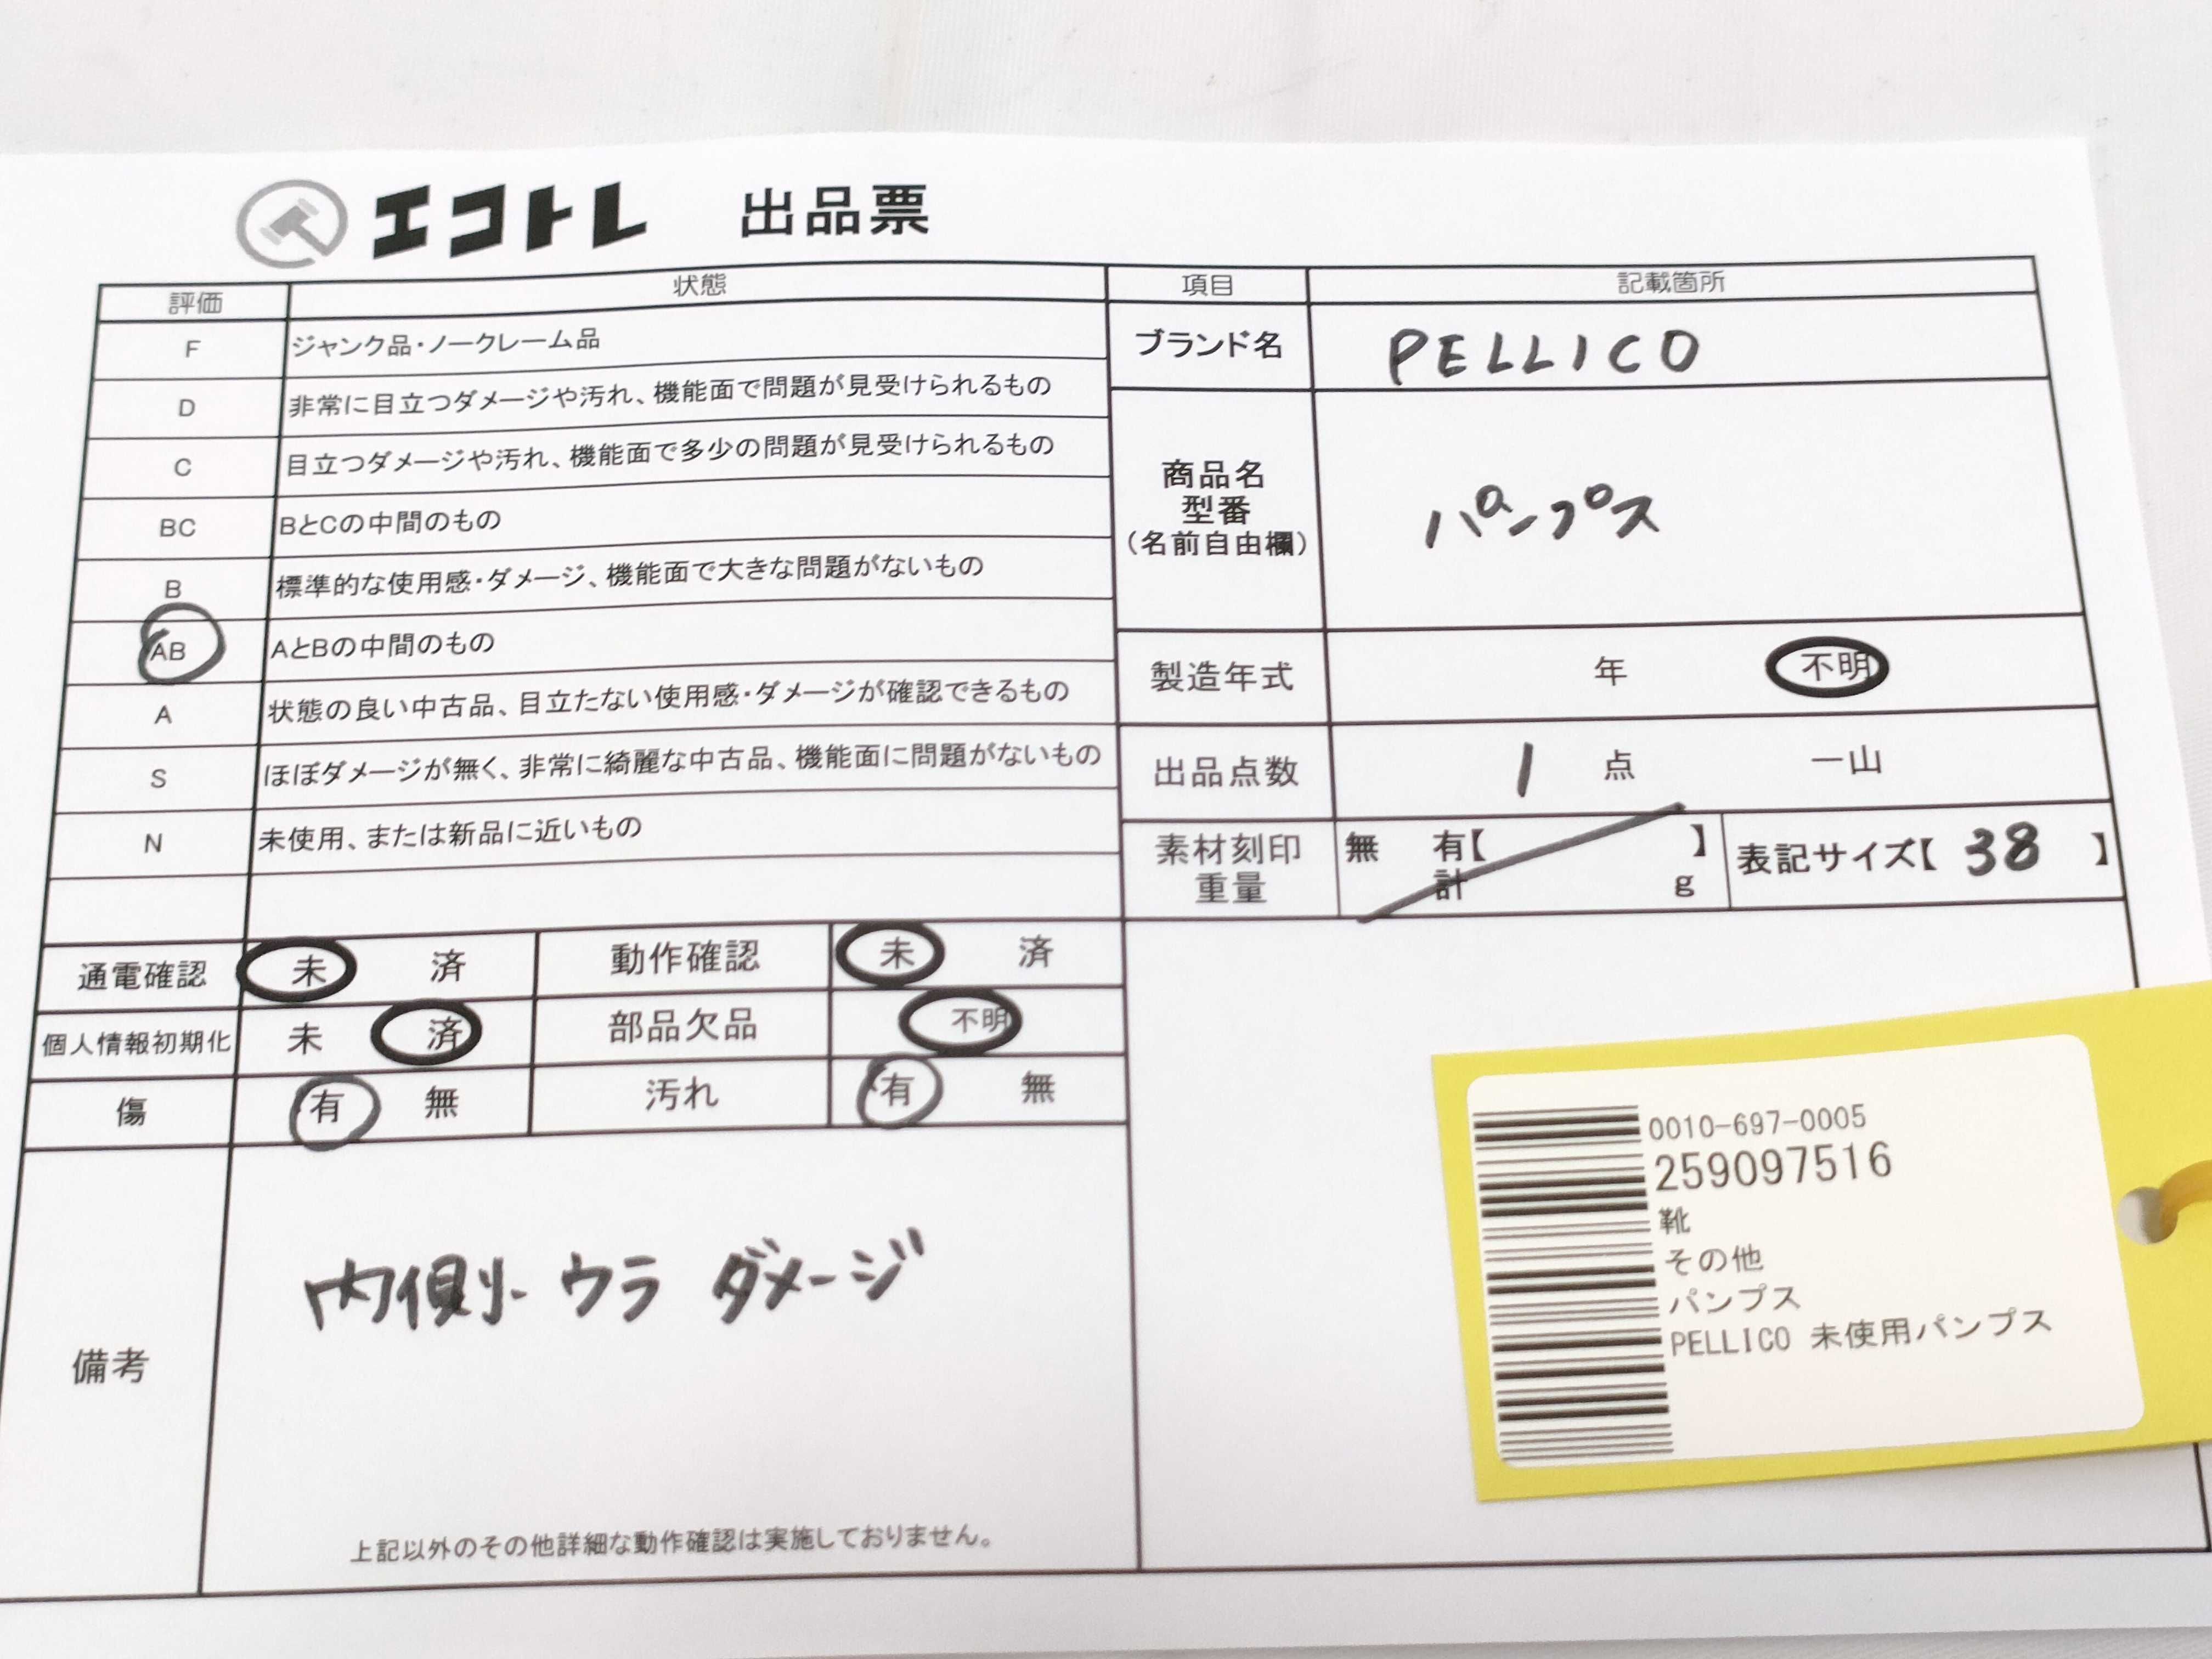 エコトレ 出品票
評価 状態 項目 記載箇所
F ジャンク品・ノークレーム品
D 非常に目立つダメージや汚れ、機能面で問題が見受けられるもの
C 目立つダメージや汚れ、機能面で多少の問題が見受けられるもの
BC BとCの中間のもの
B 標準的な使用感・ダメージ、機能面で大きな問題がないもの
AB AとBの中間のもの
A 状態の良い中古品、目立たない使用感・ダメージが確認できるもの
S ほぼダメージが無く、非常に綺麗な中古品、機能面に問題がないもの
N 未使用、または新品に近いもの
ブランド名 PELLICO
商品名
型番
(名前自由欄)
パンプス
製造年式 年 不明
出品点数 1 点 一山
素材刻印 無 有【 】
重量 計 g
表記サイズ【 38 】
通電確認 未 済 動作確認 未 済
個人情報初期化 未 済 部品欠品 不明
傷 有 無 汚れ 有 無
備考
内側・ウラ ダメージ
上記以外のその他詳細な動作確認は実施しておりません。
0010-697-0005
259097516
靴
その他
パンプス
PELLICO 未使用パンプス